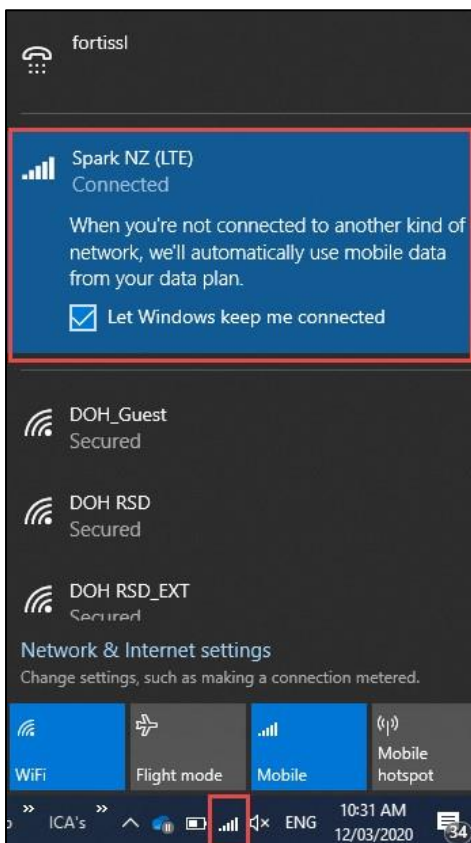 fortissl
Spark NZ (LTE)
Connected
When you're not connected to another kind of
network, we'll automatically use mobile data
from your data plan.
Let Windows keep me connected
DOH_Guest
Secured
DOH RSD
Secured
DOH RSD_EXT
Secured
Network & Internet settings
Change settings, such as making a connection metered.
WiFi
Flight mode
Mobile
Mobile
hotspot
» ICA's » ENG 10:31 AM
12/03/2020 34